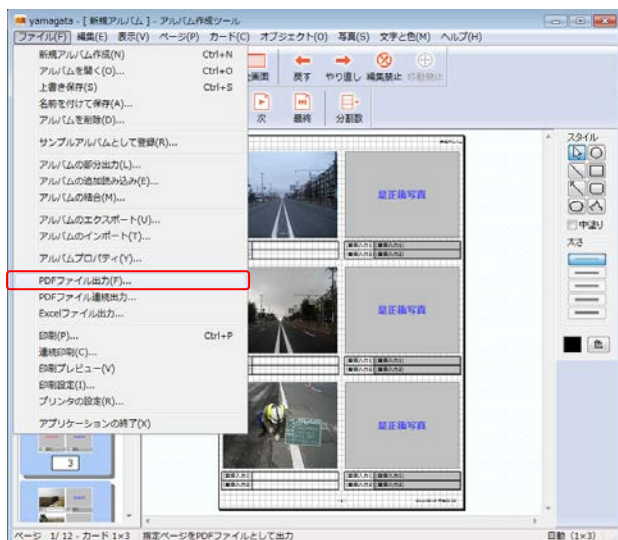 yamagata - [ 新規アルバム ] - アルバム作成ツール
ファイル(F) 編集(E) 表示(V) ページ(P) カード(C) オブジェクト(O) 写真(S) 文字と色(M) ヘルプ(H)
新規アルバム作成(N) Ctrl+N
アルバムを開く(O)... Ctrl+O
上書き保存(S) Ctrl+S
名前を付けて保存(A)...
アルバムを削除(D)...
サンプルアルバムとして登録(R)...
アルバムの部分出力(L)...
アルバムの追加読み込み(E)...
アルバムの結合(M)...
アルバムのエクスポート(U)...
アルバムのインポート(T)...
アルバムプロパティ(Y)...
PDFファイル出力(F)...
PDFファイル連続出力...
Excelファイル出力...
印刷(P)... Ctrl+P
連続印刷(C)...
印刷プレビュー(V)
印刷設定(I)...
プリンタの設定(R)...
アプリケーションの終了(X)
画面 戻す やり直し 編集禁止 移動禁止
次 最終 分割数
是正後写真
是正後写真
是正後写真
スタイル
中塗り
太さ
色
3
ページ 1/12 - カード 1×3 指定ページをPDFファイルとして出力 自動 (1×3)